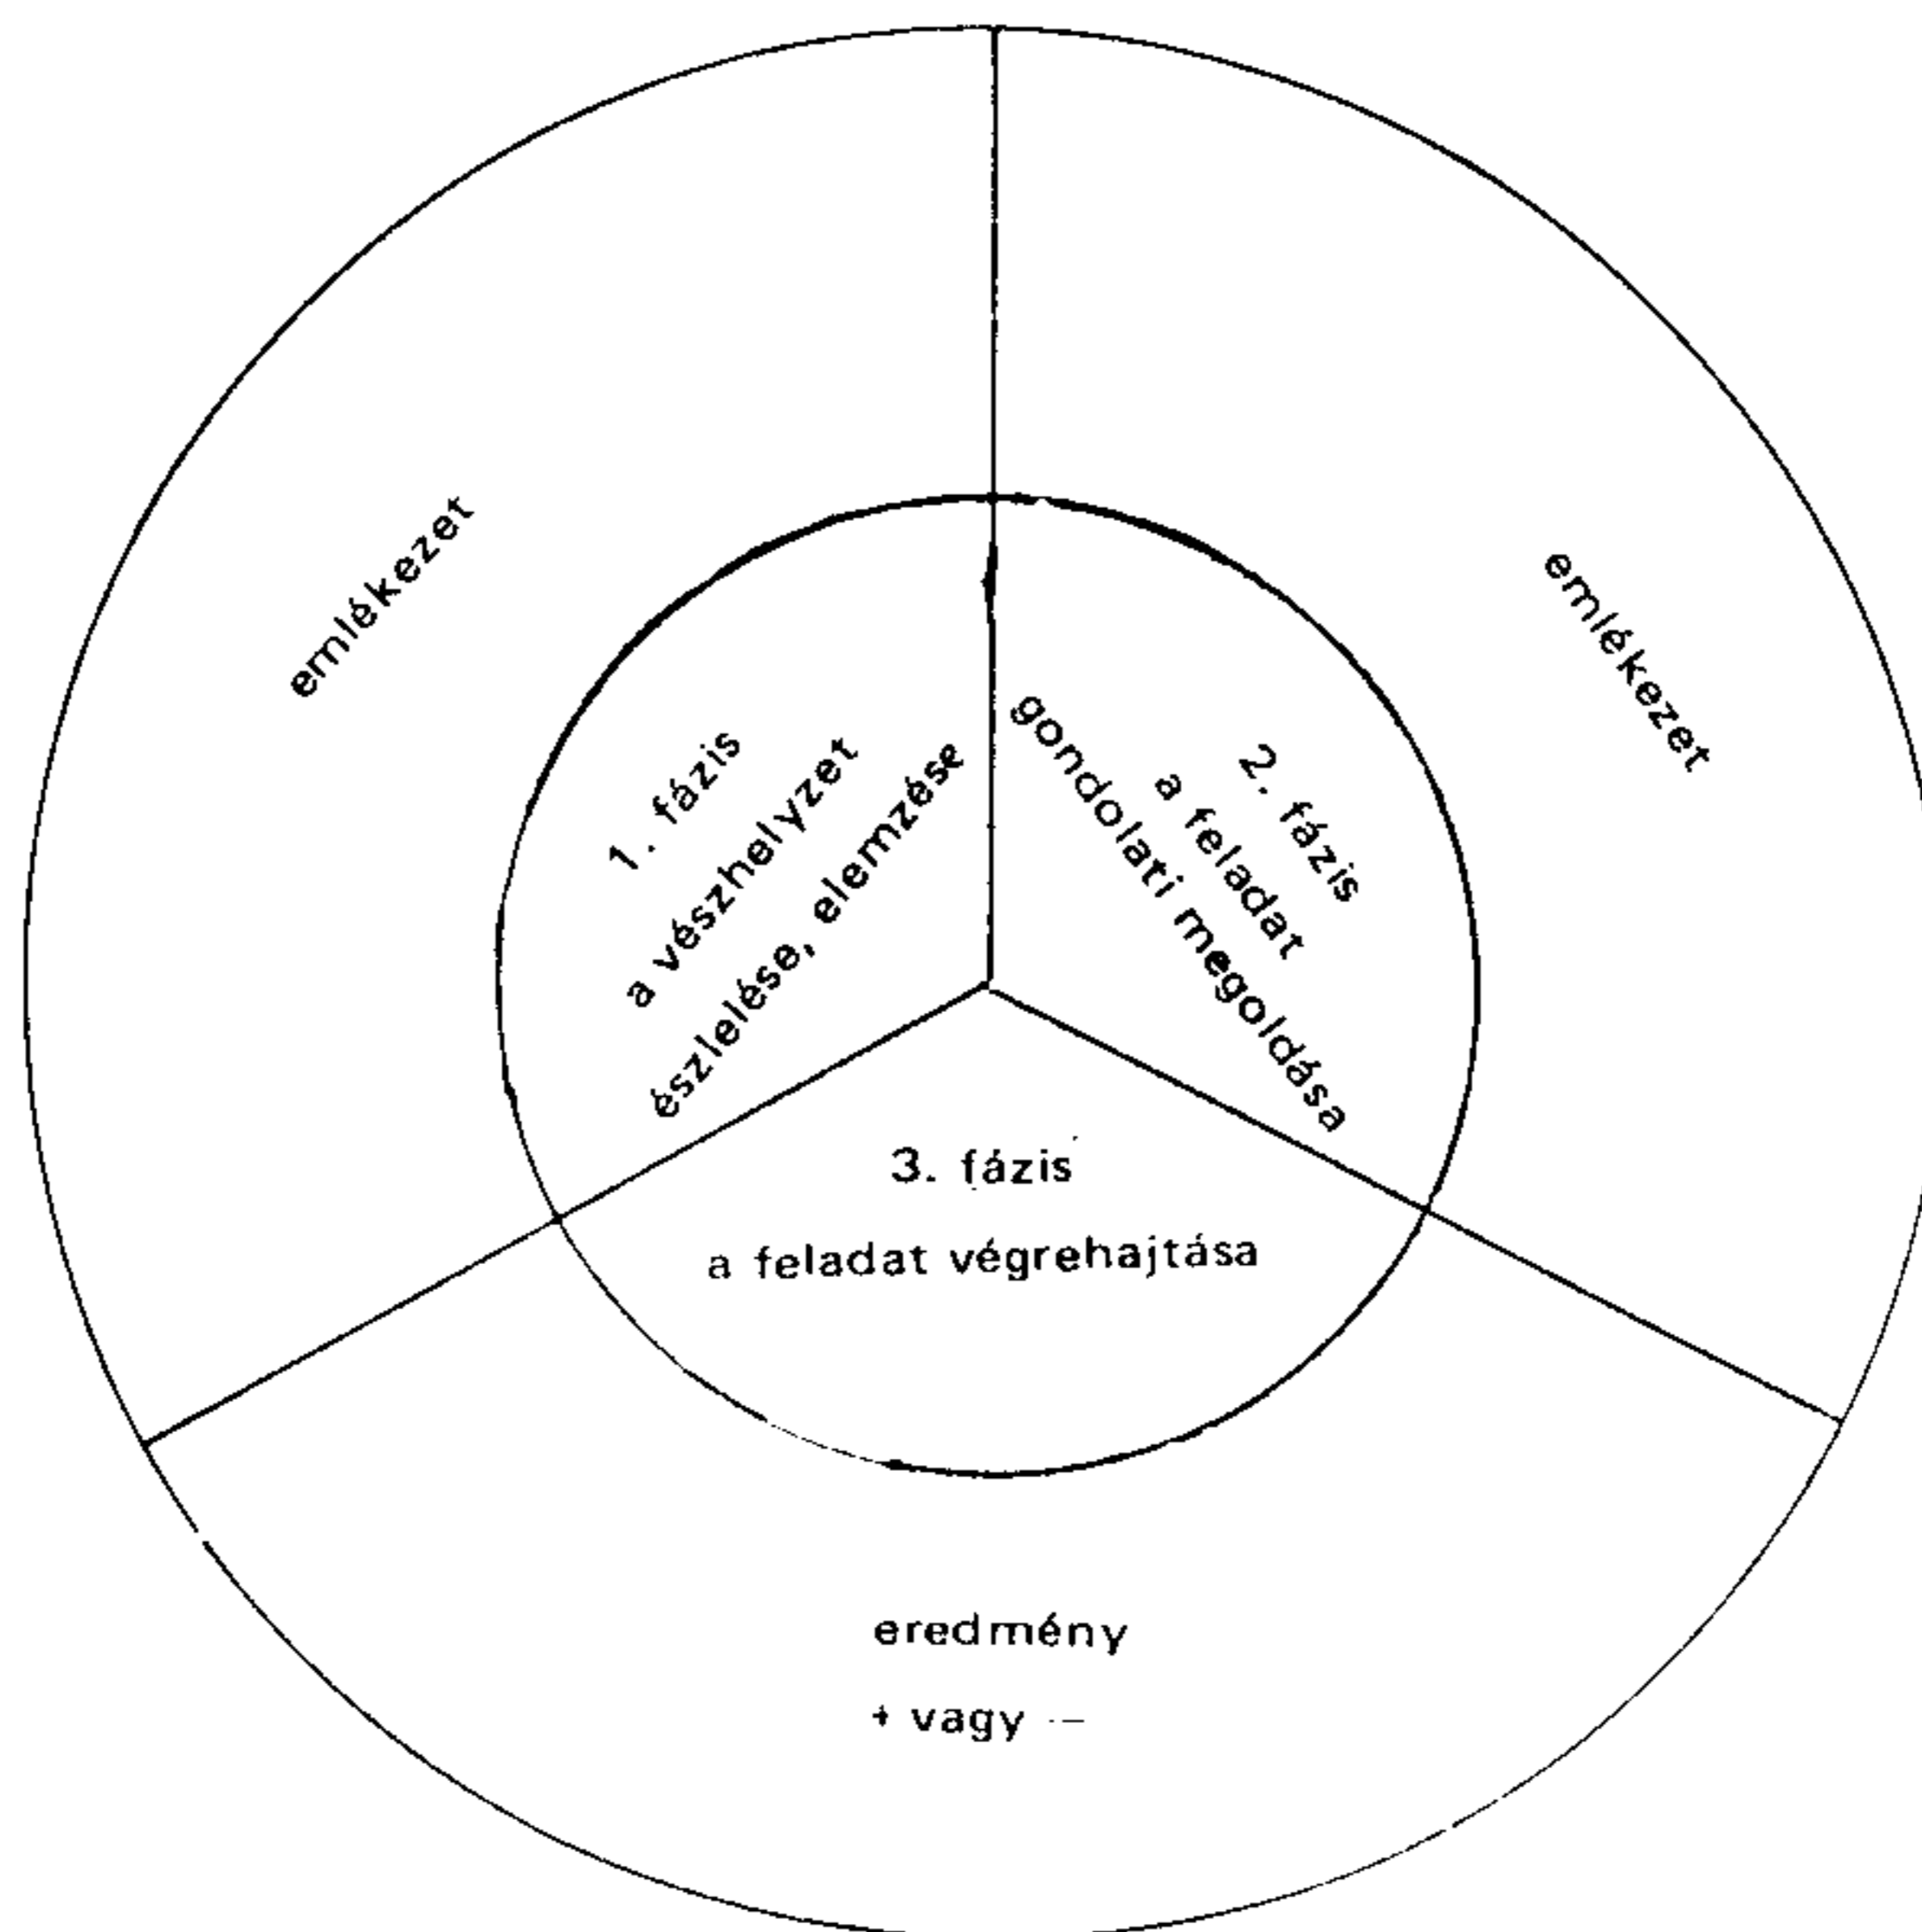 emlékezet
emlékezet
1. fázis
a vészhelyzet
észlelése, elemzése
2. fázis
a feladat
gondolati megoldása
3. fázis
a feladat végrehajtása
eredmény
+ vagy –